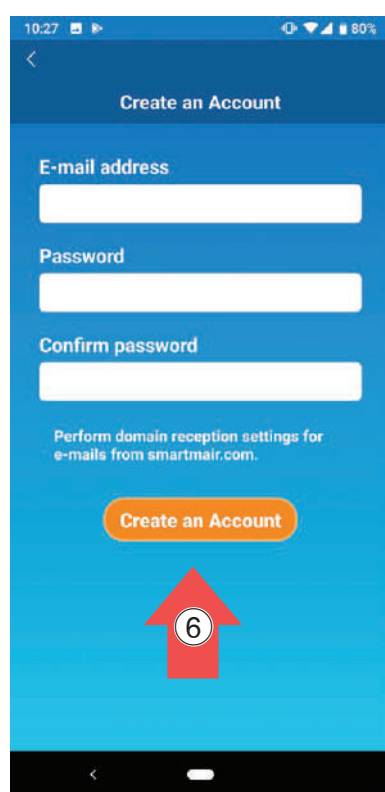 10:27 80%
Create an Account
E-mail address
Password
Confirm password
Perform domain reception settings for
e-mails from smartmair.com.
Create an Account
6